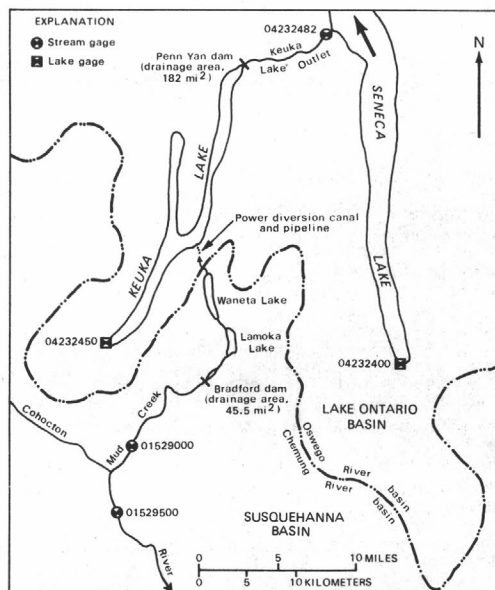 EXPLANATION
Stream gage
Lake gage
04232482
Penn Yan dam
(drainage area,
182 mi²)
Keuka
Lake' Outlet
N
SENECA
LAKE
LAKE
KEUKA
Power diversion canal
and pipeline
Waneta Lake
04232450
Lamoka
Lake
04232400
Bradford dam
(drainage area,
45.5 mi²)
LAKE ONTARIO
BASIN
Cohocton
Mud Creek
01529000
Oswego River basin
Chemung River basin
01529500
SUSQUEHANNA
BASIN
River
0 5 10 MILES
0 5 10 KILOMETERS